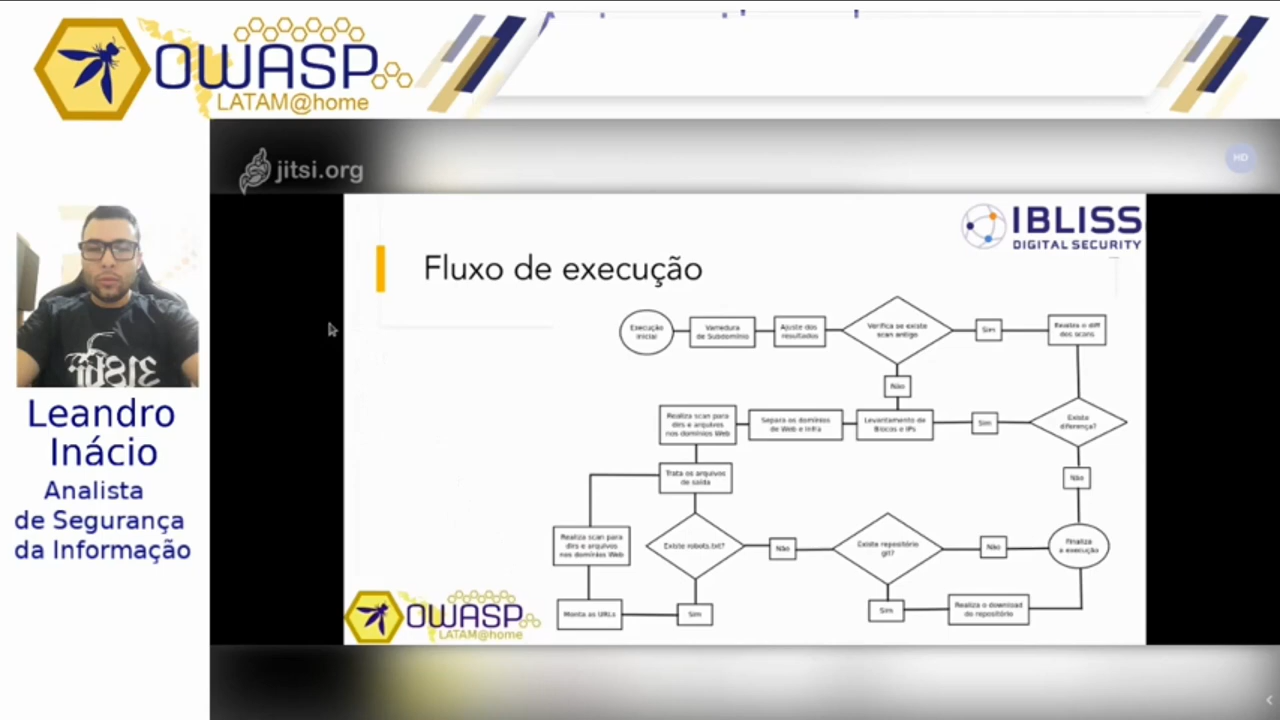 OWASP
LATAM@home
jitsi.org
HD
IBLISS
DIGITAL SECURITY
Fluxo de execução
Execução
inicial
Varredura
de Subdomínio
Ajuste dos
resultados
Verifica se existe
scan antigo
Sim
Realiza o diff
dos scans
Não
Realiza scan para
dirs e arquivos
nos domínios Web
Separa os domínios
de Web e Infra
Levantamento de
Blocos e IPs
Sim
Existe
diferença?
Trata os arquivos
de saída
Não
Realiza scan para
dirs e arquivos
nos domínios Web
Existe robots.txt?
Não
Existe repositório
git?
Não
Finaliza
a execução
Monta as URLs
Sim
Sim
Realiza o download
do repositório
OWASP
LATAM@home
Leandro
Inácio
Analista
de Segurança
da Informação